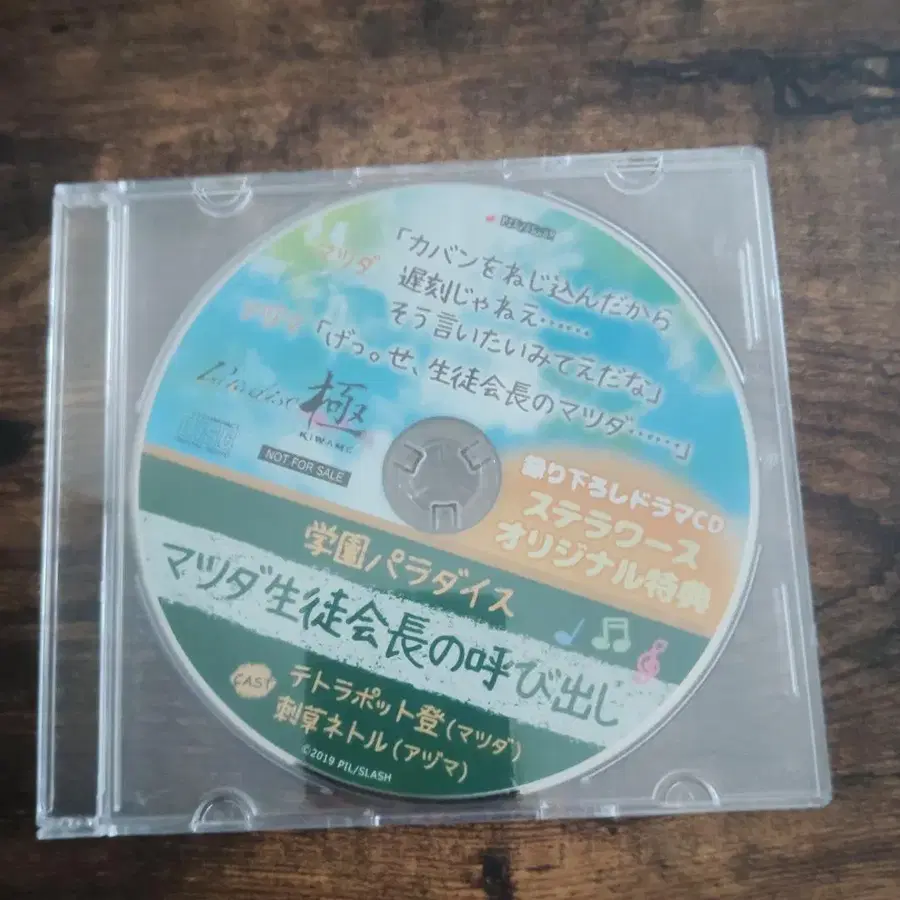 PIL/SLASH
マツダ「カバンをねじ込んだから
遅刻じゃねえ……
そう言いたいみてえだな」
アヅマ「げっ。せ、生徒会長のマツダ……」
Paradise 極
KIWAME
NOT FOR SALE
録り下ろしドラマCD
ステラワース
オリジナル特典
学園パラダイス
マツダ生徒会長の呼び出し
CAST
テトラポット登(マツダ)
刺草ネトル(アヅマ)
©2019 PIL/SLASH